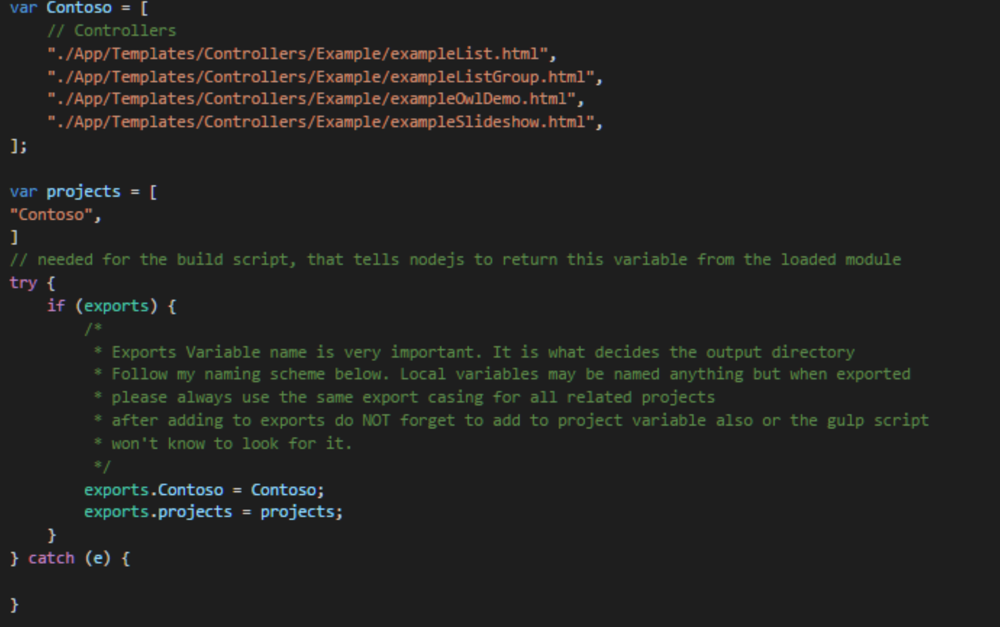 var Contoso = [
    // Controllers
    "./App/Templates/Controllers/Example/exampleList.html",
    "./App/Templates/Controllers/Example/exampleListGroup.html",
    "./App/Templates/Controllers/Example/exampleOwlDemo.html",
    "./App/Templates/Controllers/Example/exampleSlideshow.html",
];

var projects = [
"Contoso",
]
// needed for the build script, that tells nodejs to return this variable from the loaded module
try {
    if (exports) {
        /*
         * Exports Variable name is very important. It is what decides the output directory
         * Follow my naming scheme below. Local variables may be named anything but when exported
         * please always use the same export casing for all related projects
         * after adding to exports do NOT forget to add to project variable also or the gulp script
         * won't know to look for it.
         */
        exports.Contoso = Contoso;
        exports.projects = projects;
    }
} catch (e) {

}